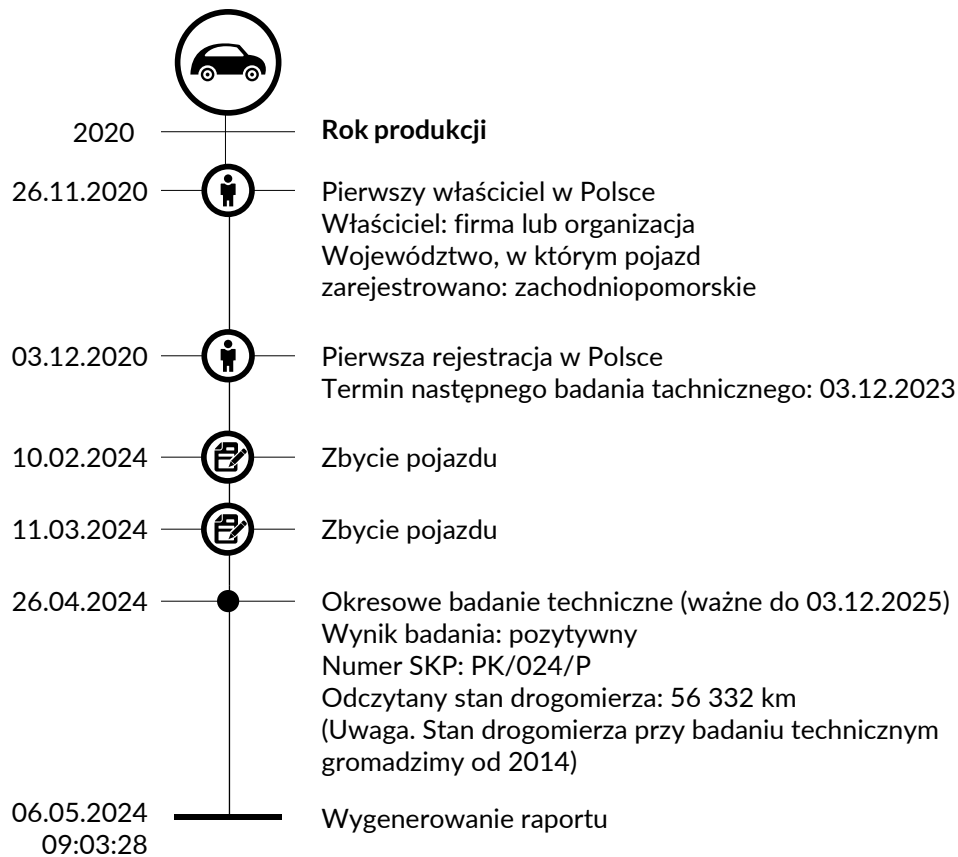 2020
Rok produkcji
26.11.2020
Pierwszy właściciel w Polsce
Właściciel: firma lub organizacja
Województwo, w którym pojazd
zarejestrowano: zachodniopomorskie
03.12.2020
Pierwsza rejestracja w Polsce
Termin następnego badania tachnicznego: 03.12.2023
10.02.2024
Zbycie pojazdu
11.03.2024
Zbycie pojazdu
26.04.2024
Okresowe badanie techniczne (ważne do 03.12.2025)
Wynik badania: pozytywny
Numer SKP: PK/024/P
Odczytany stan drogomierza: 56 332 km
(Uwaga. Stan drogomierza przy badaniu technicznym
gromadzimy od 2014)
06.05.2024
09:03:28
Wygenerowanie raportu